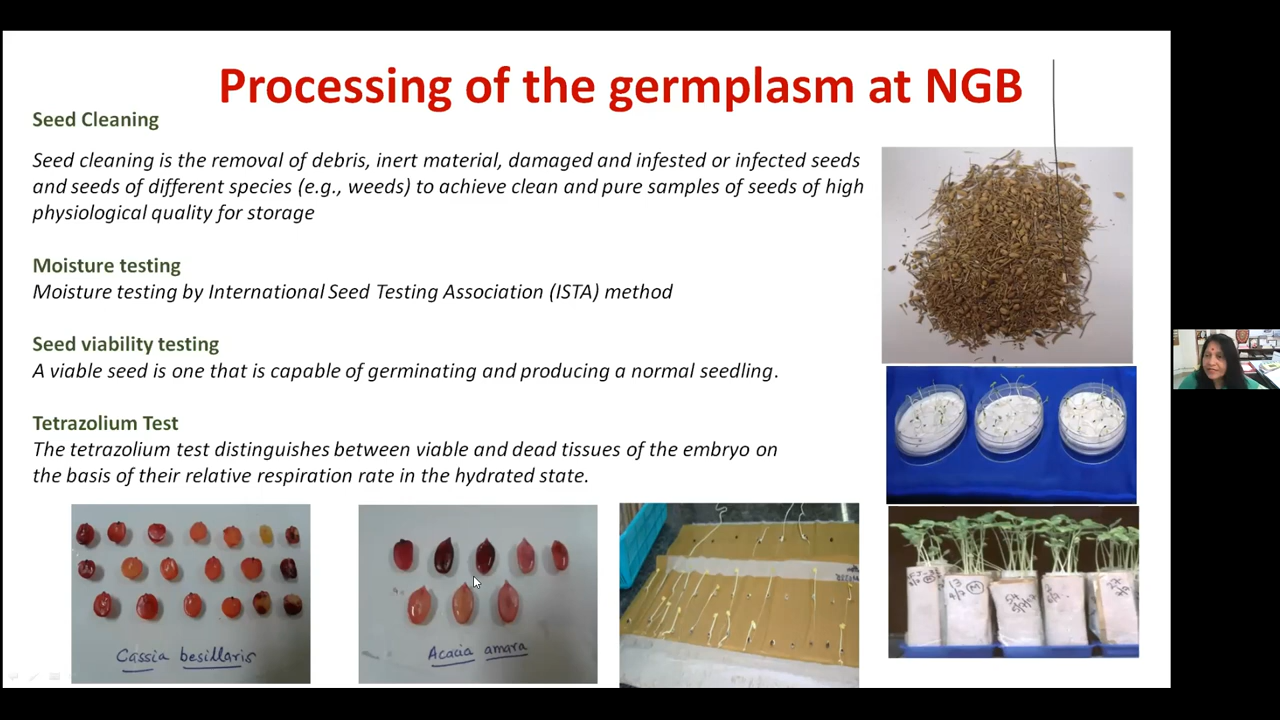 Processing of the germplasm at NGB
Seed Cleaning
Seed cleaning is the removal of debris, inert material, damaged and infested or infected seeds
and seeds of different species (e.g., weeds) to achieve clean and pure samples of seeds of high
physiological quality for storage
Moisture testing
Moisture testing by International Seed Testing Association (ISTA) method
Seed viability testing
A viable seed is one that is capable of germinating and producing a normal seedling.
Tetrazolium Test
The tetrazolium test distinguishes between viable and dead tissues of the embryo on
the basis of their relative respiration rate in the hydrated state.
Cassia besillaris
Acacia amara